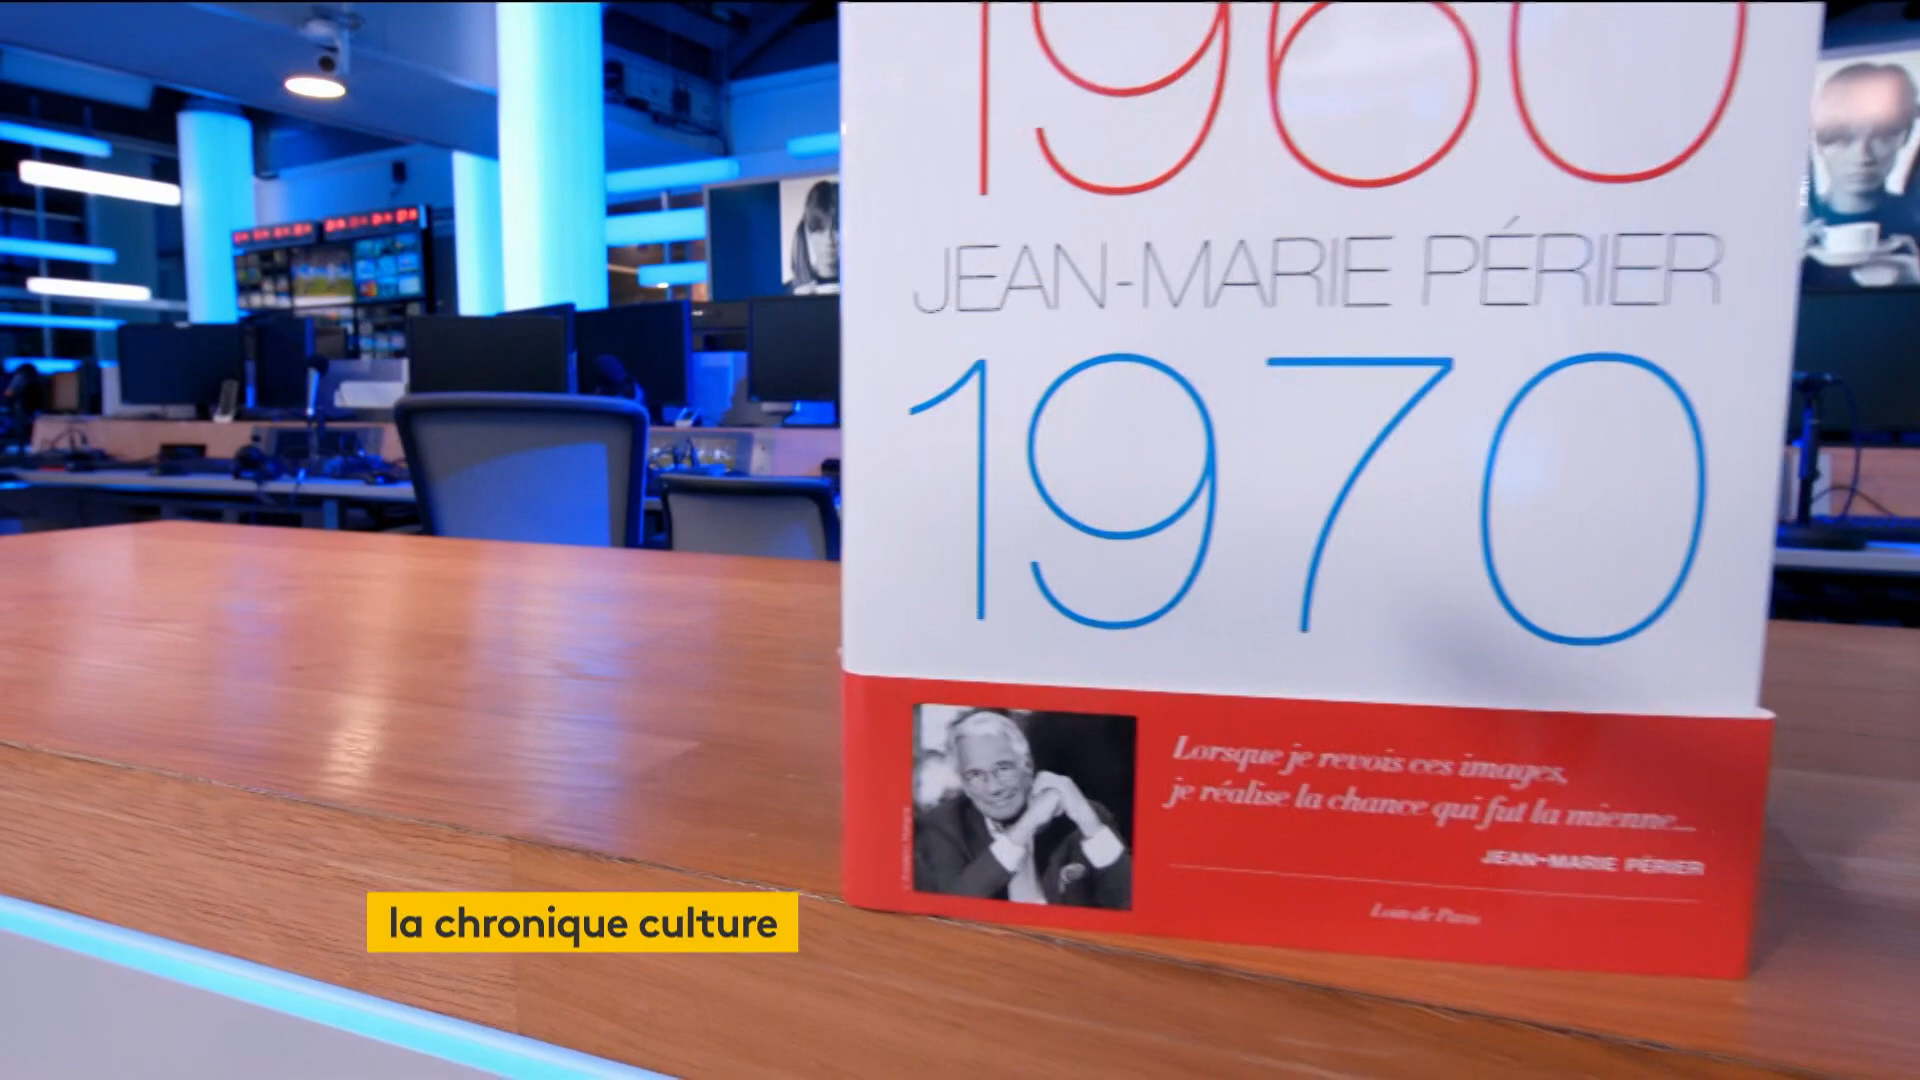 1960
JEAN-MARIE PÉRIER
1970
Lorsque je revois ces images,
je réalise la chance qui fut la mienne...
JEAN-MARIE PÉRIER
Loin de Paris
la chronique culture